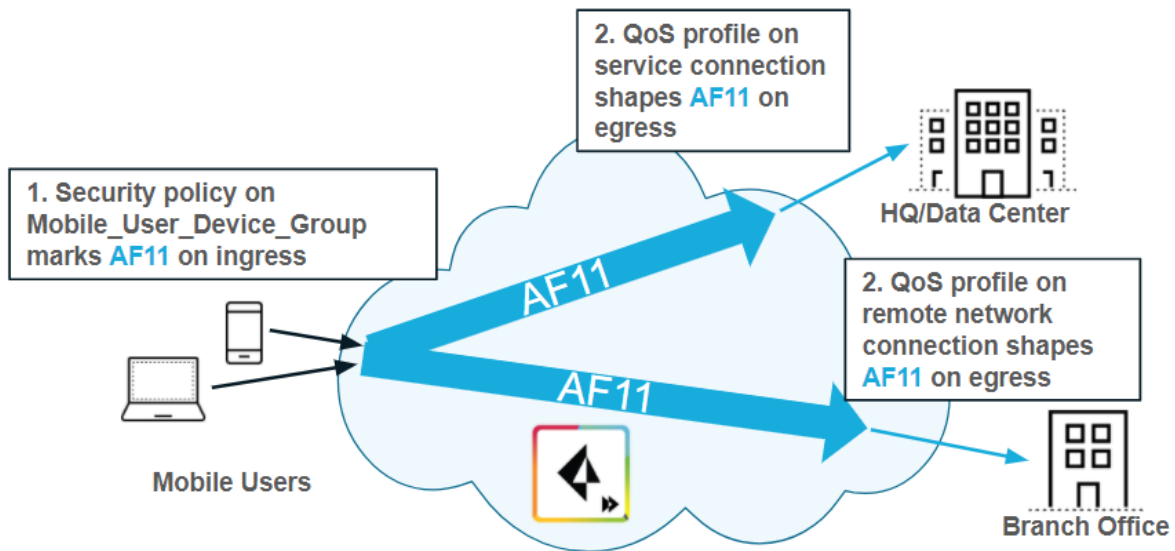 2. QoS profile on
service connection
shapes AF11 on
egress
1. Security policy on
Mobile_User_Device_Group
marks AF11 on ingress
HQ/Data Center
AF11
2. QoS profile on
remote network
connection shapes
AF11 on egress
AF11
Mobile Users
Branch Office